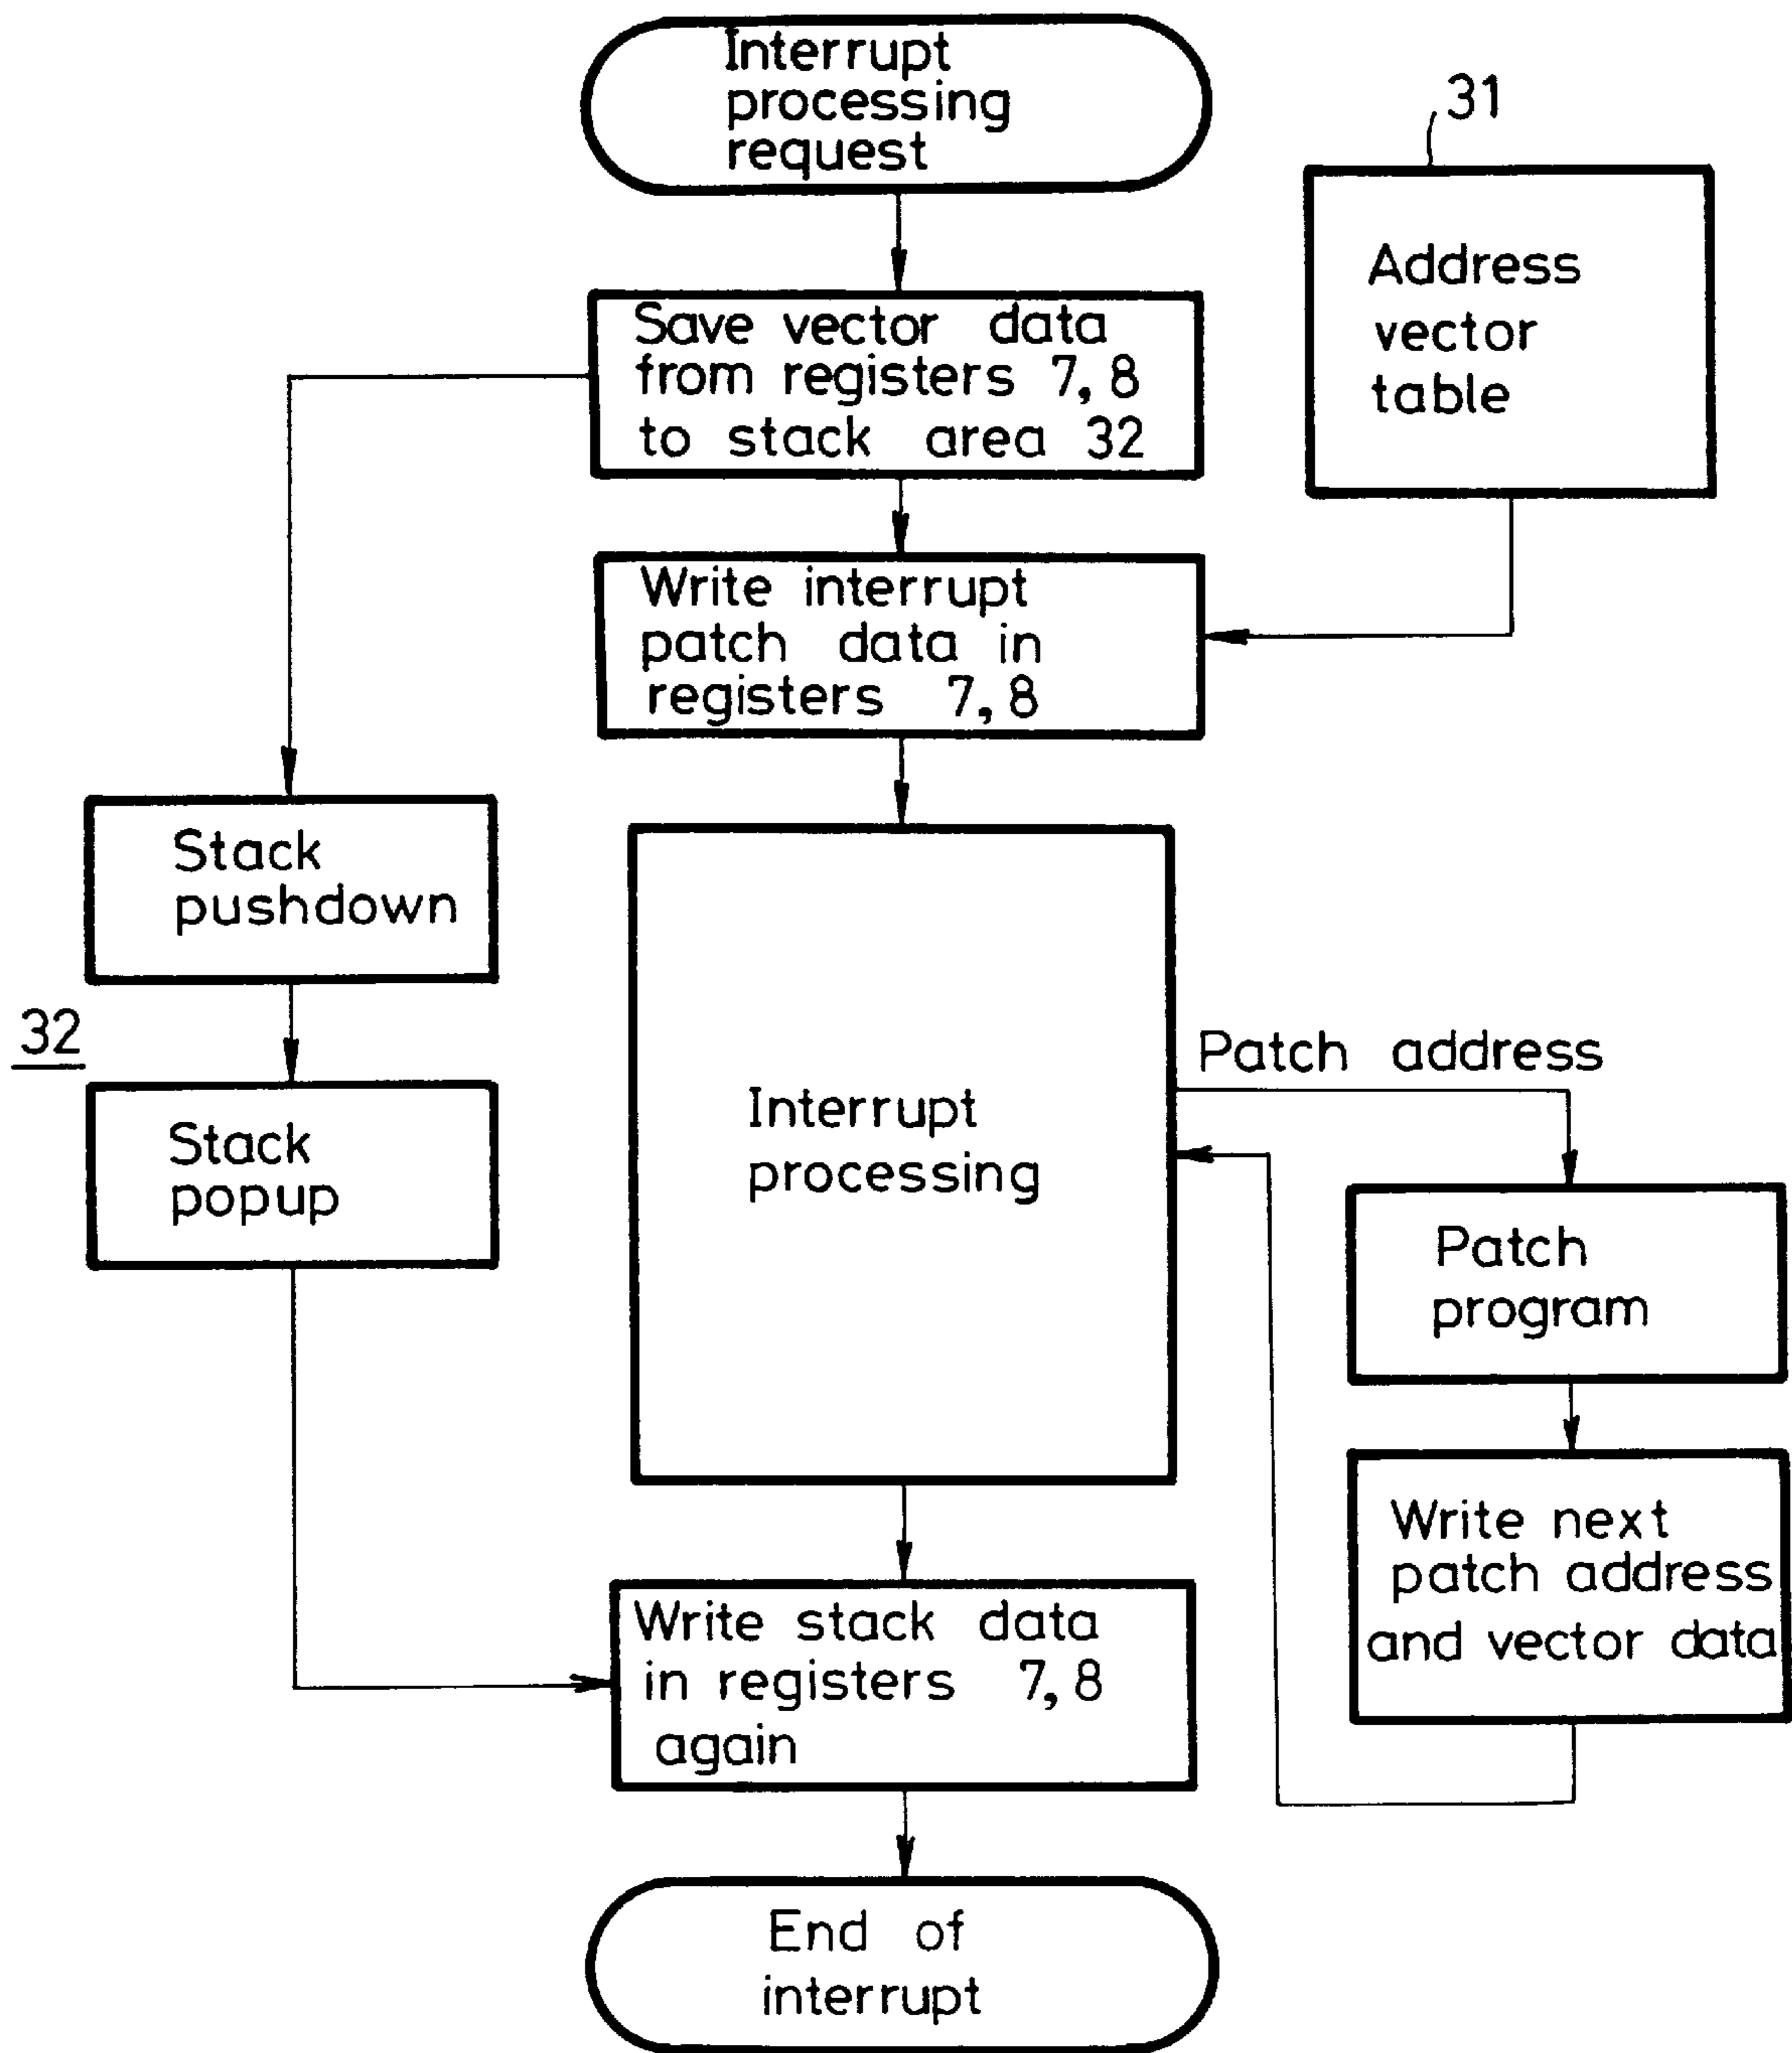 Interrupt
processing
request
31
Address
vector
table
Save vector data
from registers 7, 8
to stack area 32
Write interrupt
patch data in
registers 7, 8
Stack
pushdown
32
Stack
popup
Interrupt
processing
Patch address
Patch
program
Write next
patch address
and vector data
Write stack data
in registers 7, 8
again
End of
interrupt